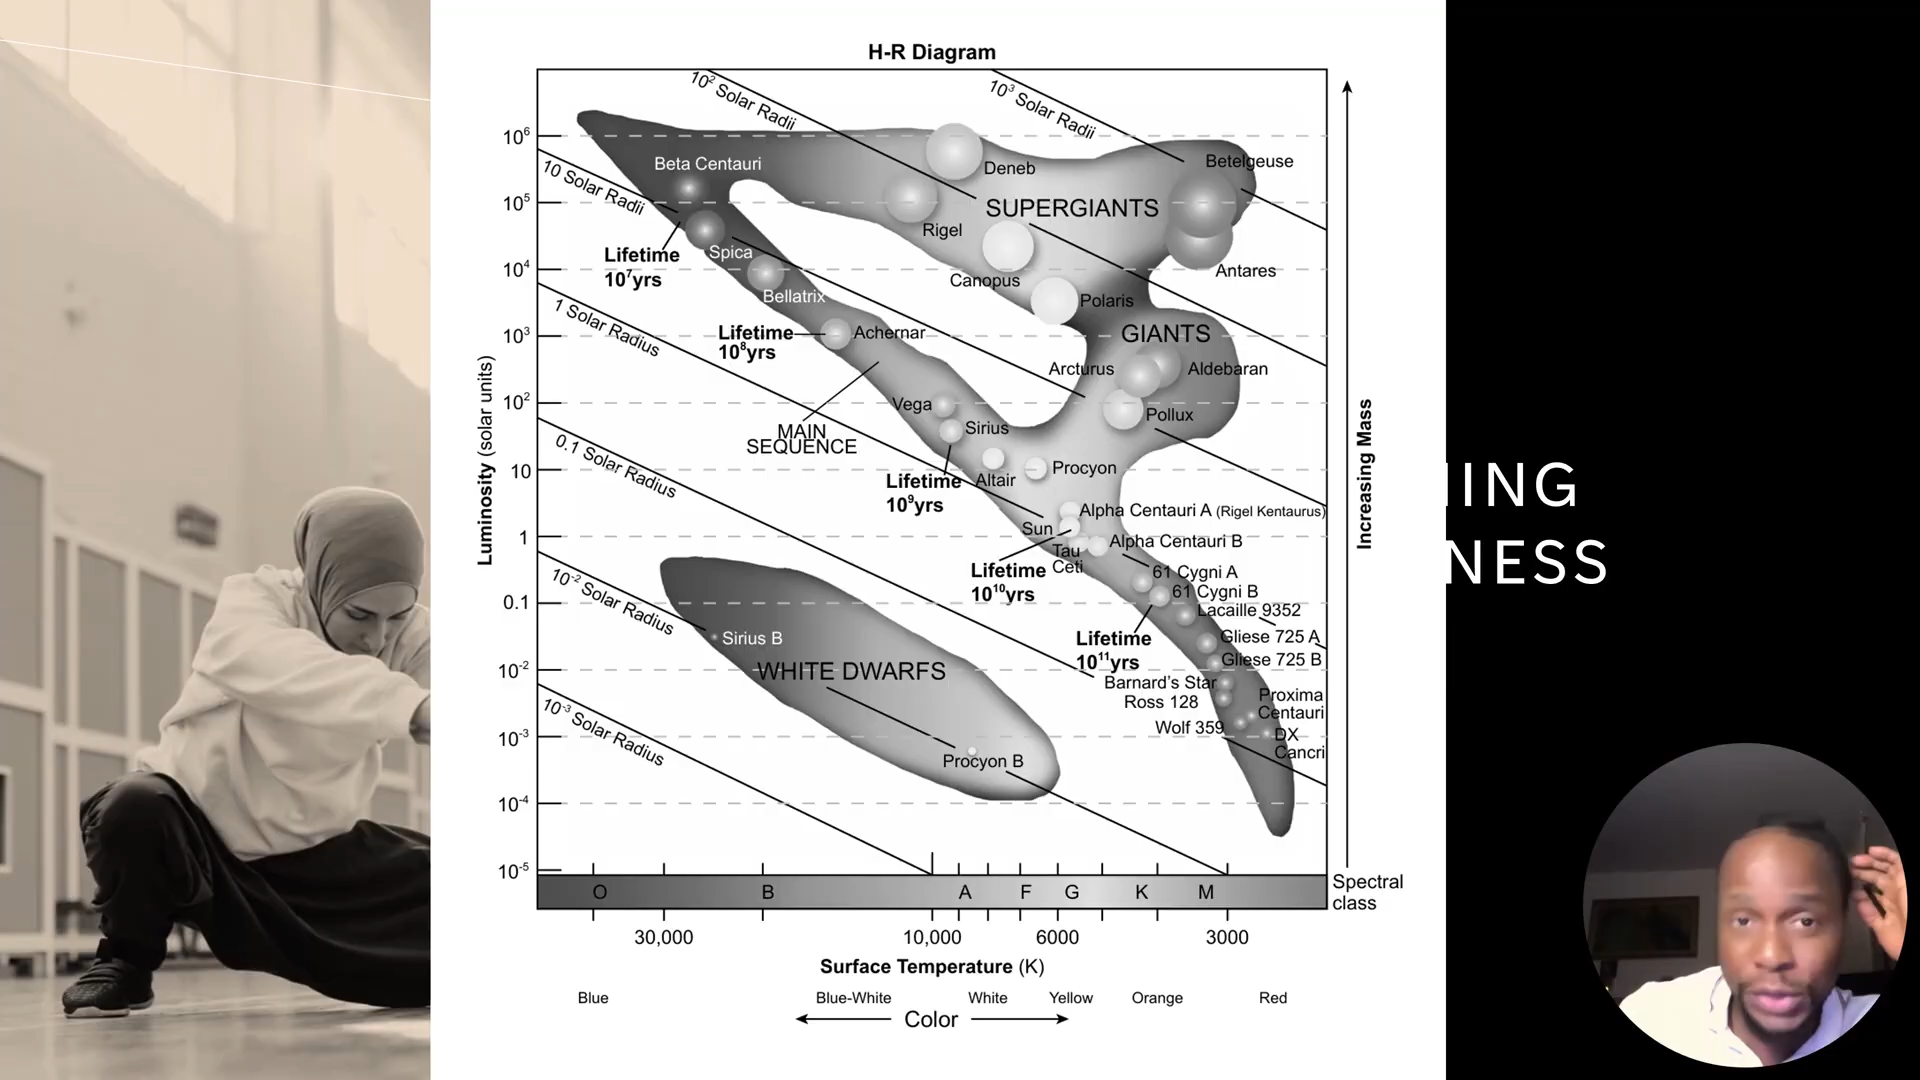 H-R Diagram
10² Solar Radii
10³ Solar Radii
10⁶
Beta Centauri
Deneb
Betelgeuse
10 Solar Radii
10⁵
SUPERGIANTS
Rigel
Lifetime
10⁷yrs
Spica
10⁴
Canopus
Antares
Bellatrix
Polaris
1 Solar Radius
10³
Lifetime
10⁸yrs
Achernar
GIANTS
Arcturus
Aldebaran
10²
Vega
Pollux
MAIN
SEQUENCE
Sirius
0.1 Solar Radius
10
Altair
Procyon
Lifetime
10⁹yrs
Alpha Centauri A (Rigel Kentaurus)
1
Sun
Alpha Centauri B
Tau
Ceti
10⁻² Solar Radius
Lifetime
10¹⁰yrs
61 Cygni A
61 Cygni B
0.1
Lacaille 9352
Sirius B
Lifetime
10¹¹yrs
Gliese 725 A
Gliese 725 B
10⁻²
WHITE DWARFS
Barnard's Star
Ross 128
Proxima
Centauri
10⁻³ Solar Radius
Wolf 359
10⁻³
DX
Cancri
Procyon B
10⁻⁴
10⁻⁵
Luminosity (solar units)
Increasing Mass
O B A F G K M
Spectral
class
30,000 10,000 6000 3000
Surface Temperature (K)
Blue Blue-White White Yellow Orange Red
Color
ING
NESS